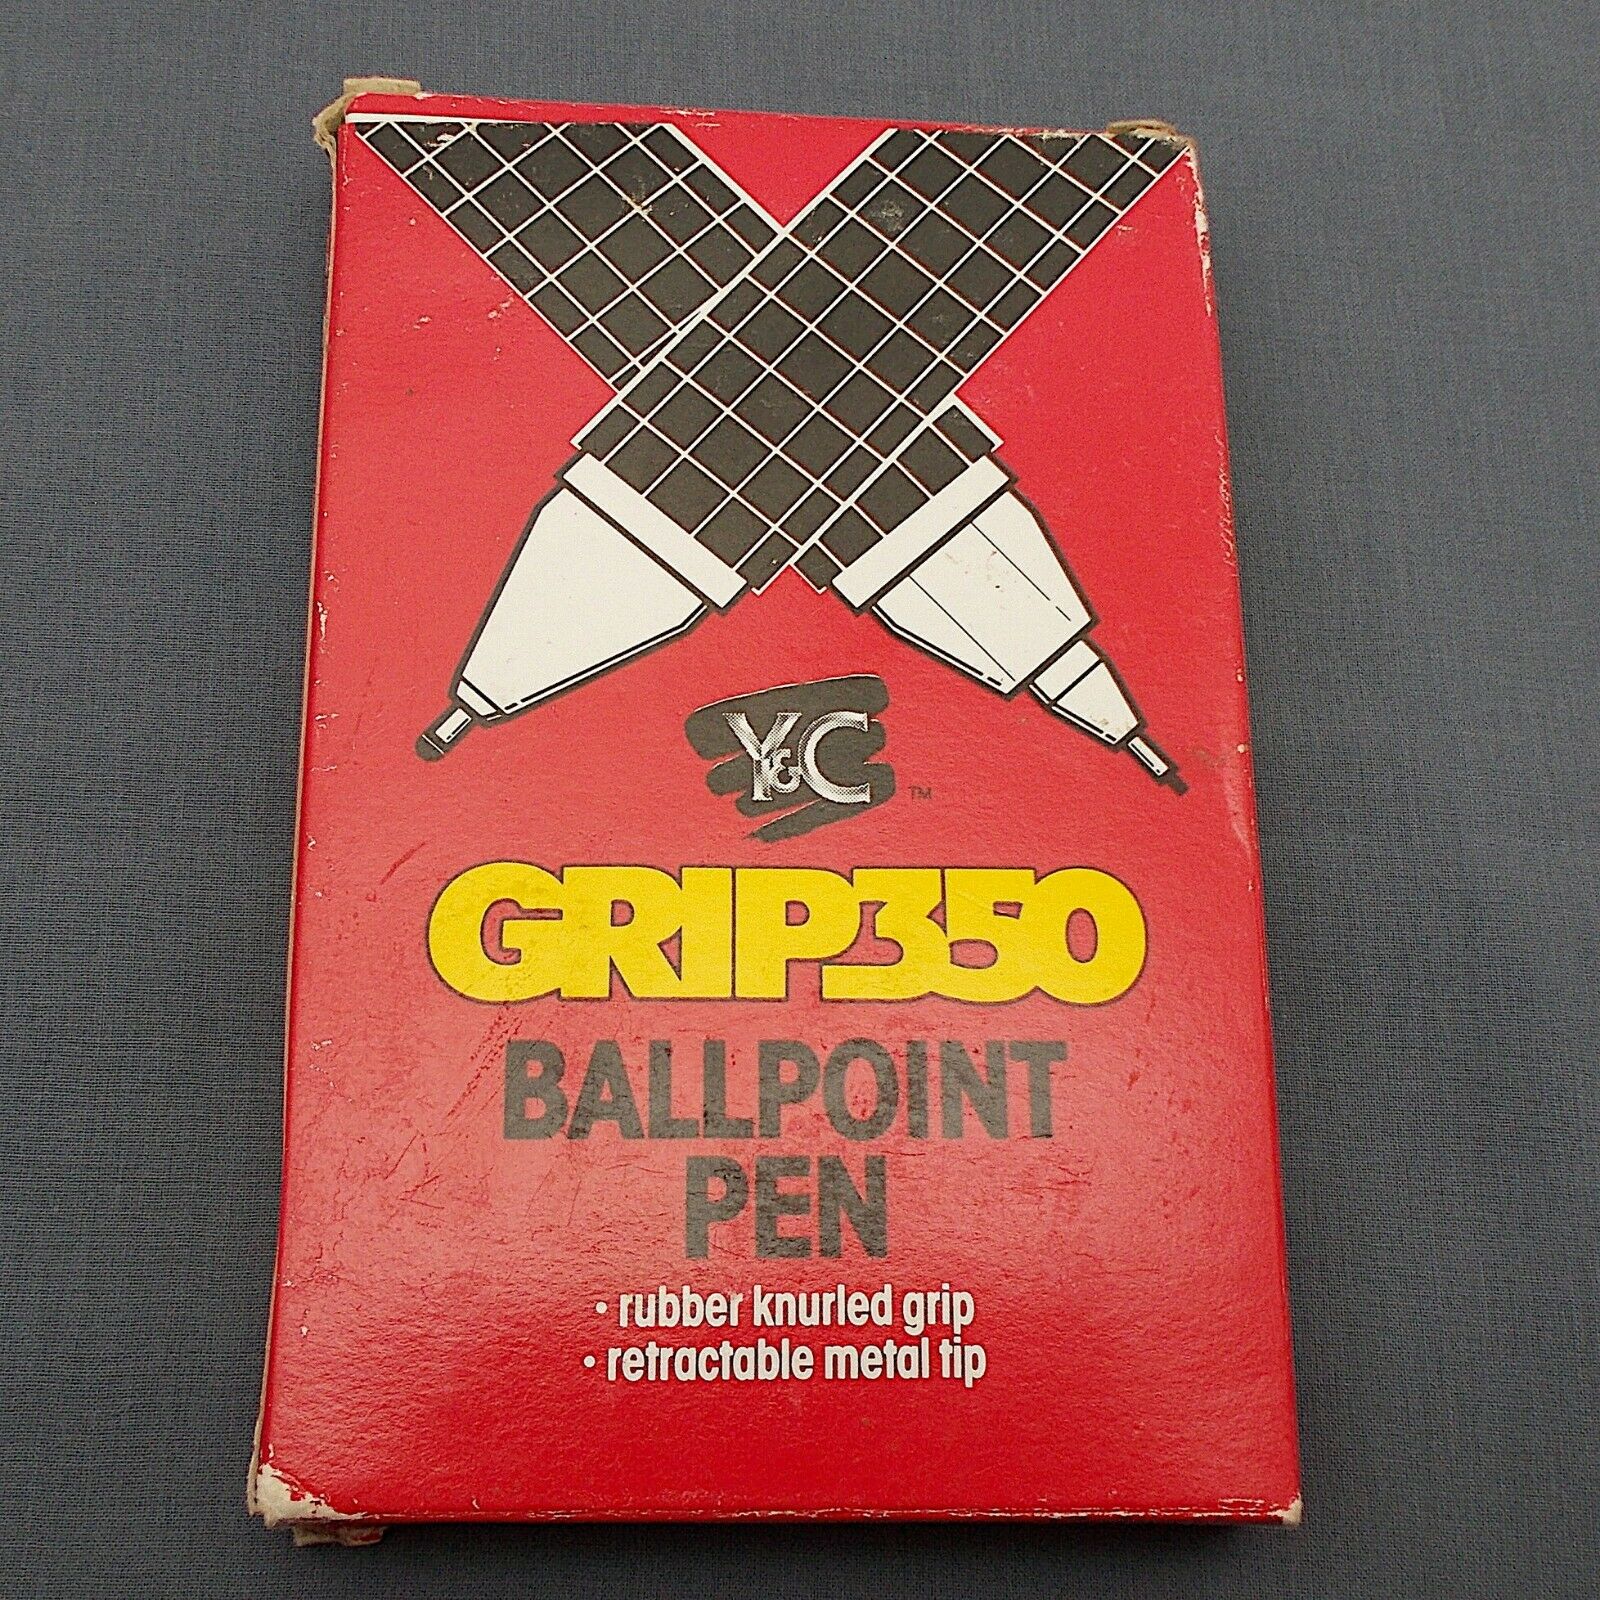 Y&C ™
GRIP350
BALLPOINT
PEN
• rubber knurled grip
• retractable metal tip